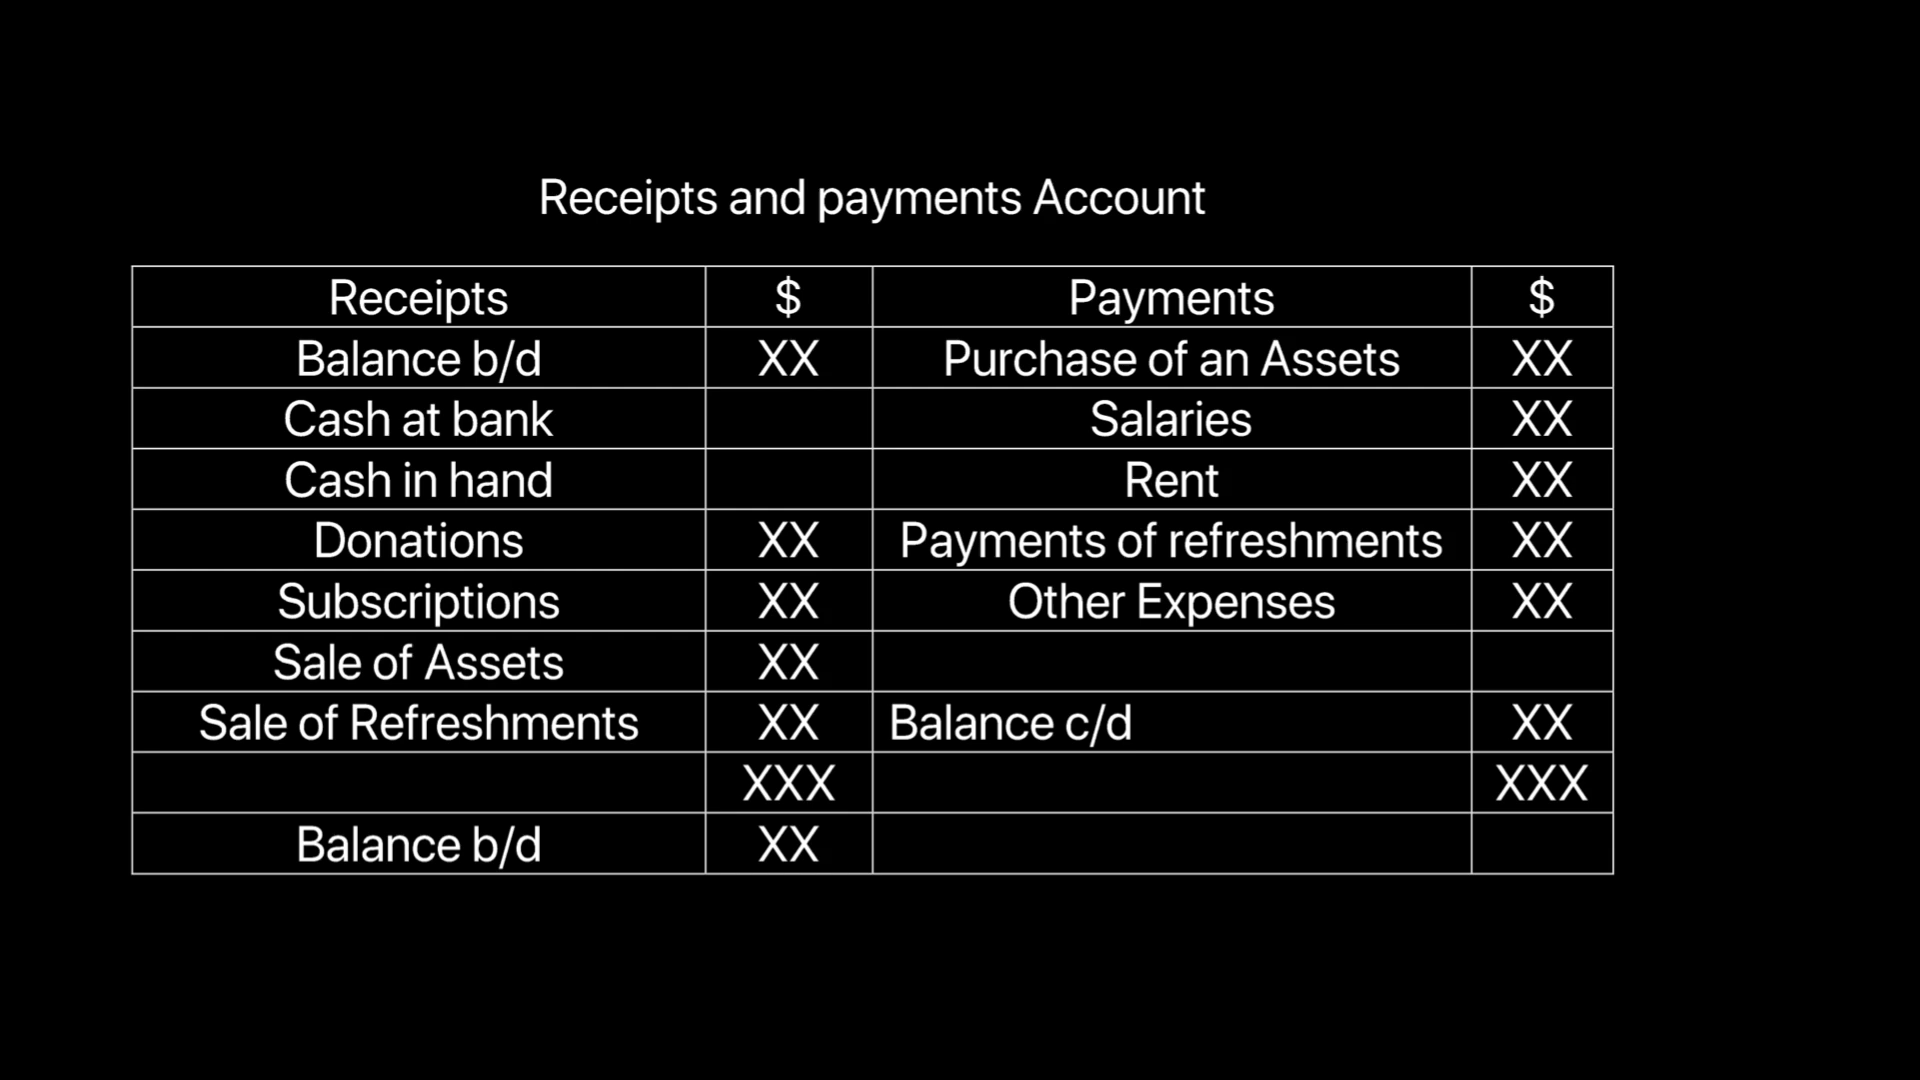 Receipts and payments Account
Receipts $ Payments $
Balance b/d XX Purchase of an Assets XX
Cash at bank Salaries XX
Cash in hand Rent XX
Donations XX Payments of refreshments XX
Subscriptions XX Other Expenses XX
Sale of Assets XX
Sale of Refreshments XX Balance c/d XX
XXX XXX
Balance b/d XX